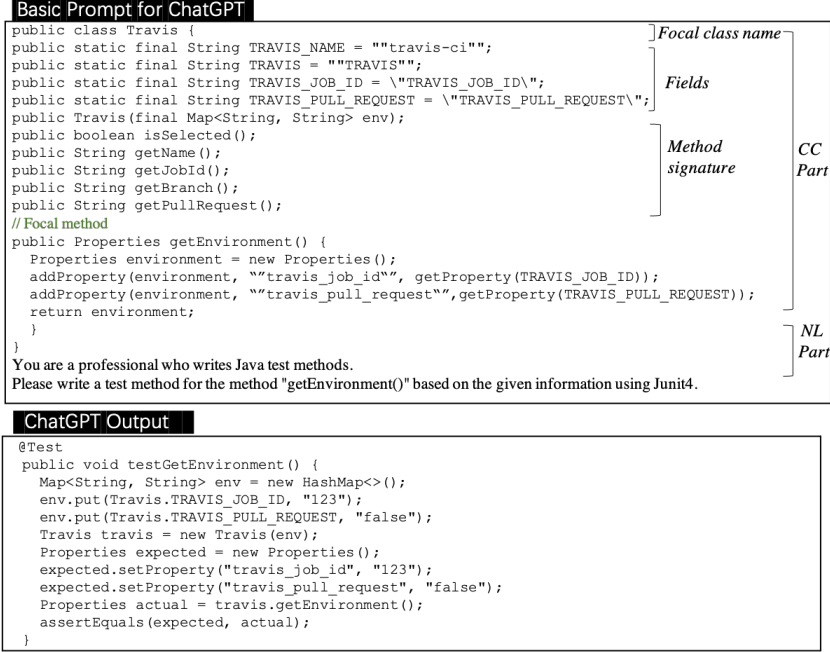 Basic Prompt for ChatGPT
public class Travis {
Focal class name
public static final String TRAVIS_NAME = ""travis-ci"";
public static final String TRAVIS = ""TRAVIS"";
public static final String TRAVIS_JOB_ID = \"TRAVIS_JOB_ID\";
public static final String TRAVIS_PULL_REQUEST = \"TRAVIS_PULL_REQUEST\";
Fields
public Travis(final Map<String, String> env);
public boolean isSelected();
public String getName();
public String getJobId();
public String getBranch();
public String getPullRequest();
Method
signature
CC
Part
// Focal method
public Properties getEnvironment() {
Properties environment = new Properties();
addProperty(environment, “”travis_job_id“”, getProperty(TRAVIS_JOB_ID));
addProperty(environment, “”travis_pull_request“”,getProperty(TRAVIS_PULL_REQUEST));
return environment;
}
}
NL
Part
You are a professional who writes Java test methods.
Please write a test method for the method "getEnvironment()" based on the given information using Junit4.
ChatGPT Output
@Test
public void testGetEnvironment() {
Map<String, String> env = new HashMap<>();
env.put(Travis.TRAVIS_JOB_ID, "123");
env.put(Travis.TRAVIS_PULL_REQUEST, "false");
Travis travis = new Travis(env);
Properties expected = new Properties();
expected.setProperty("travis_job_id", "123");
expected.setProperty("travis_pull_request", "false");
Properties actual = travis.getEnvironment();
assertEquals(expected, actual);
}